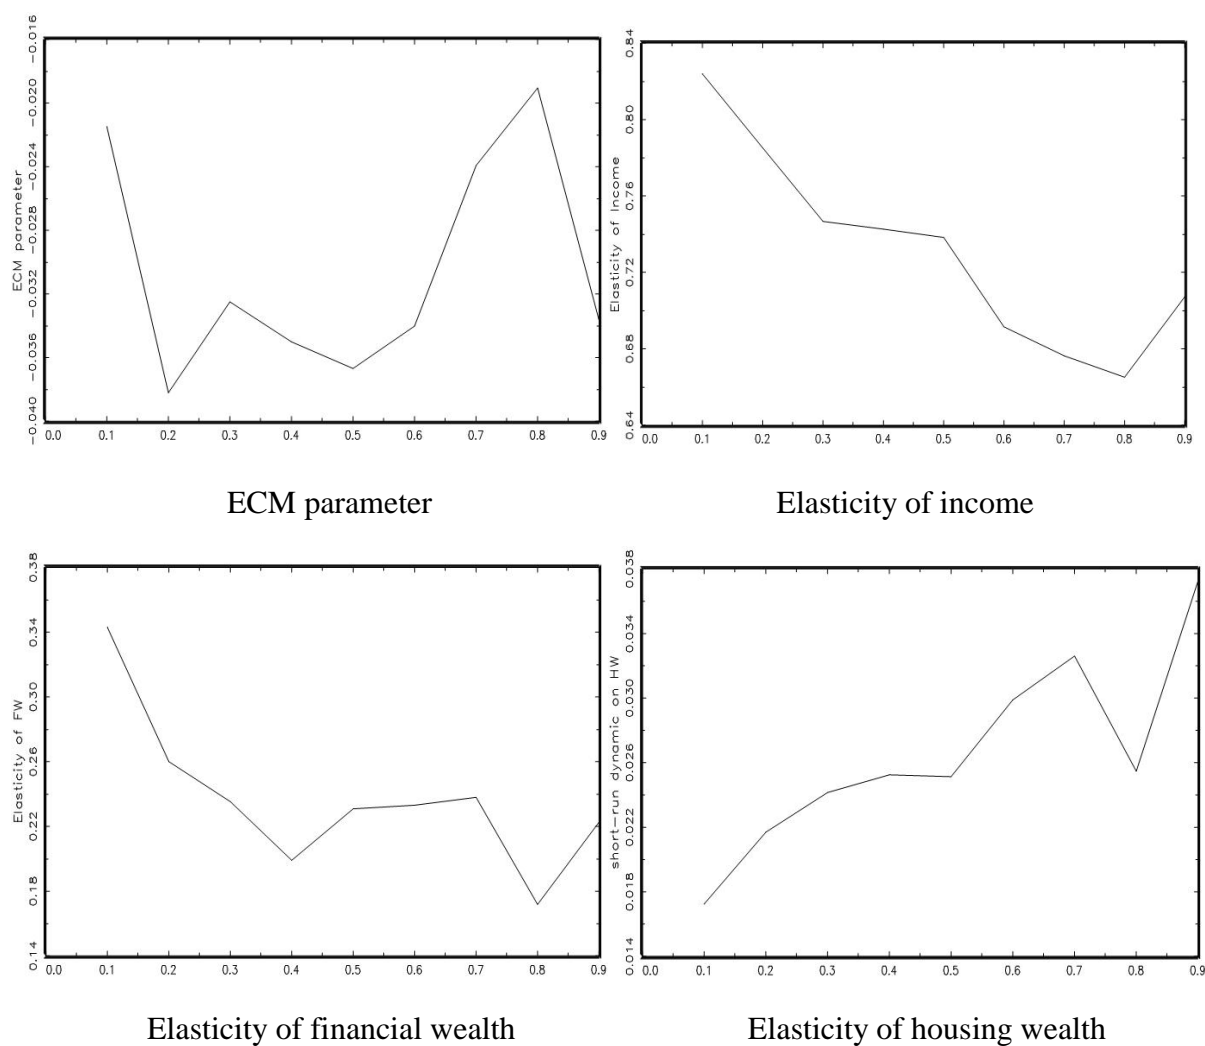 -0.016
-0.020
-0.024
-0.028
-0.032
-0.036
-0.040
ECM parameter
0.0 0.1 0.2 0.3 0.4 0.5 0.6 0.7 0.8 0.9
ECM parameter
0.84
0.80
0.76
0.72
0.68
0.64
Elasticity of income
0.0 0.1 0.2 0.3 0.4 0.5 0.6 0.7 0.8 0.9
Elasticity of income
0.38
0.34
0.30
0.26
0.22
0.18
0.14
Elasticity of FW
0.0 0.1 0.2 0.3 0.4 0.5 0.6 0.7 0.8 0.9
Elasticity of financial wealth
0.038
0.034
0.030
0.026
0.022
0.018
0.014
short-run dynamic on HW
0.0 0.1 0.2 0.3 0.4 0.5 0.6 0.7 0.8 0.9
Elasticity of housing wealth